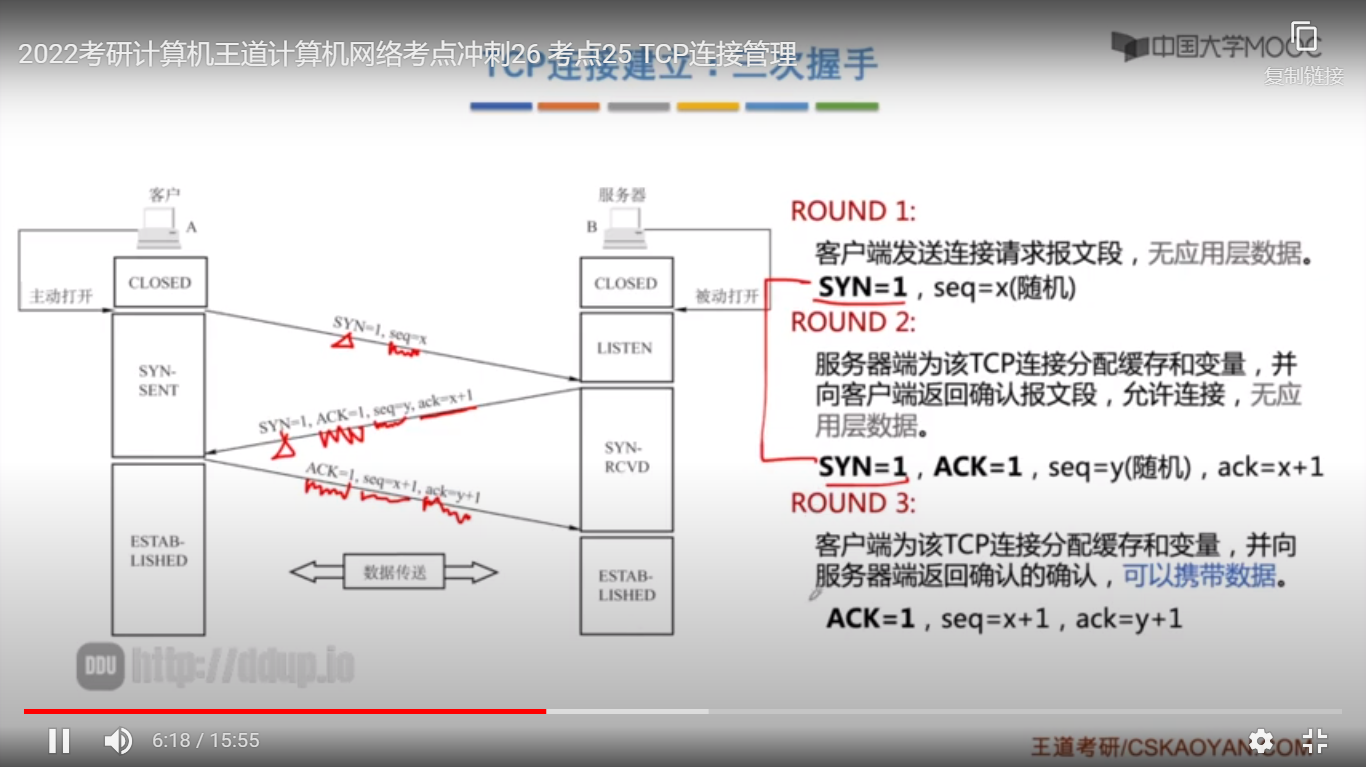 2022考研计算机王道计算机网络考点冲刺26 考点25 TCP连接管理
TCP连接建立：三次握手
中国大学MOOC
复制链接
客户
服务器
A
B
CLOSED
CLOSED
主动打开
被动打开
SYN=1, seq=x
SYN-
SENT
LISTEN
SYN=1, ACK=1, seq=y, ack=x+1
SYN-
RCVD
ACK=1, seq=x+1, ack=y+1
ESTAB-
LISHED
数据传送
ESTAB-
LISHED
ROUND 1:
客户端发送连接请求报文段，无应用层数据。
SYN=1，seq=x(随机)
ROUND 2:
服务器端为该TCP连接分配缓存和变量，并
向客户端返回确认报文段，允许连接，无应
用层数据。
SYN=1，ACK=1，seq=y(随机)，ack=x+1
ROUND 3:
客户端为该TCP连接分配缓存和变量，并向
服务器端返回确认的确认，可以携带数据。
ACK=1，seq=x+1，ack=y+1
DDU http://ddup.io
6:18 / 15:55
王道考研/CSKAOYAN.COM